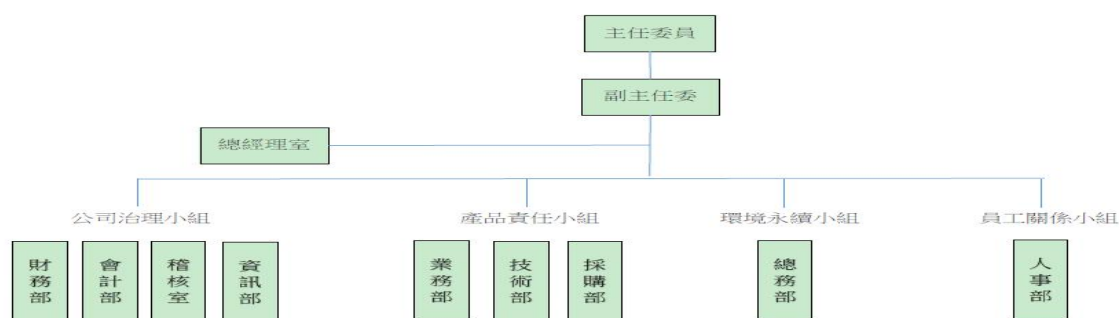 主任委員
副主任委
總經理室
公司治理小組
產品責任小組
環境永續小組
員工關係小組
財務部
會計部
稽核室
資訊部
業務部
技術部
採購部
總務部
人事部